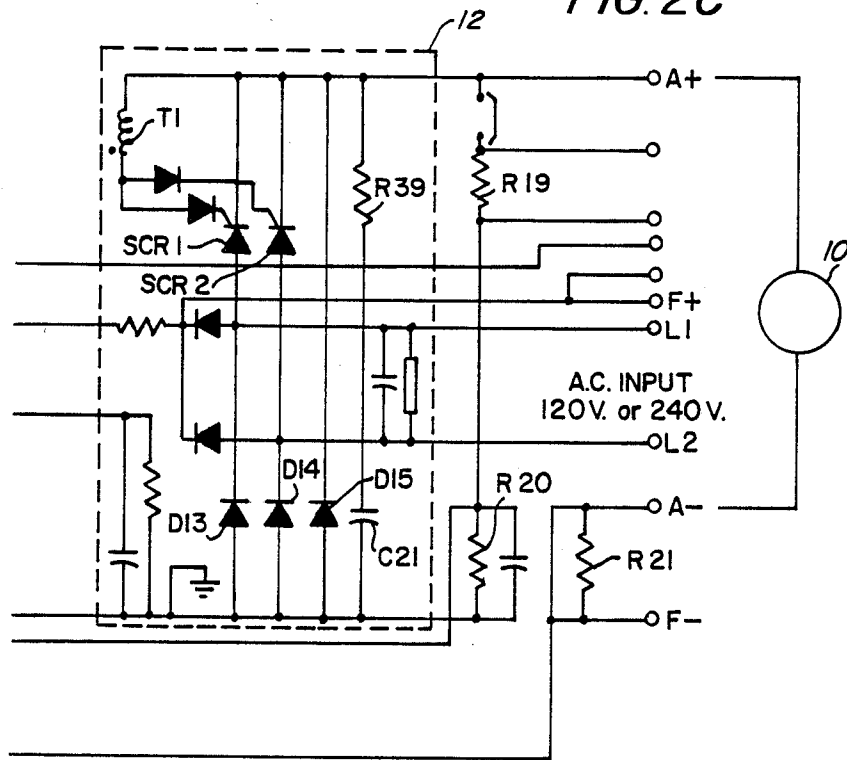 FIG. 2C
12
A+
T1
R39
R19
SCR 1
SCR 2
10
F+
L1
A.C. INPUT
120V. or 240V.
L2
D14
D15
R 20
A-
D13
C21
R 21
F-